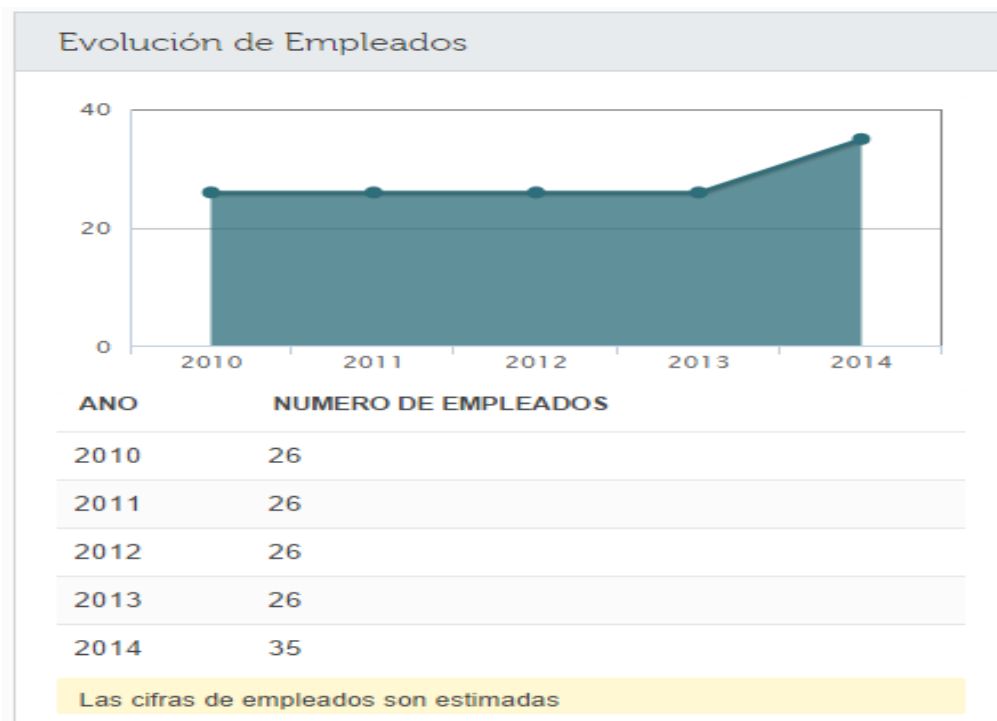 Evolución de Empleados
40
20
0
2010 2011 2012 2013 2014
ANO NUMERO DE EMPLEADOS
2010 26
2011 26
2012 26
2013 26
2014 35
Las cifras de empleados son estimadas